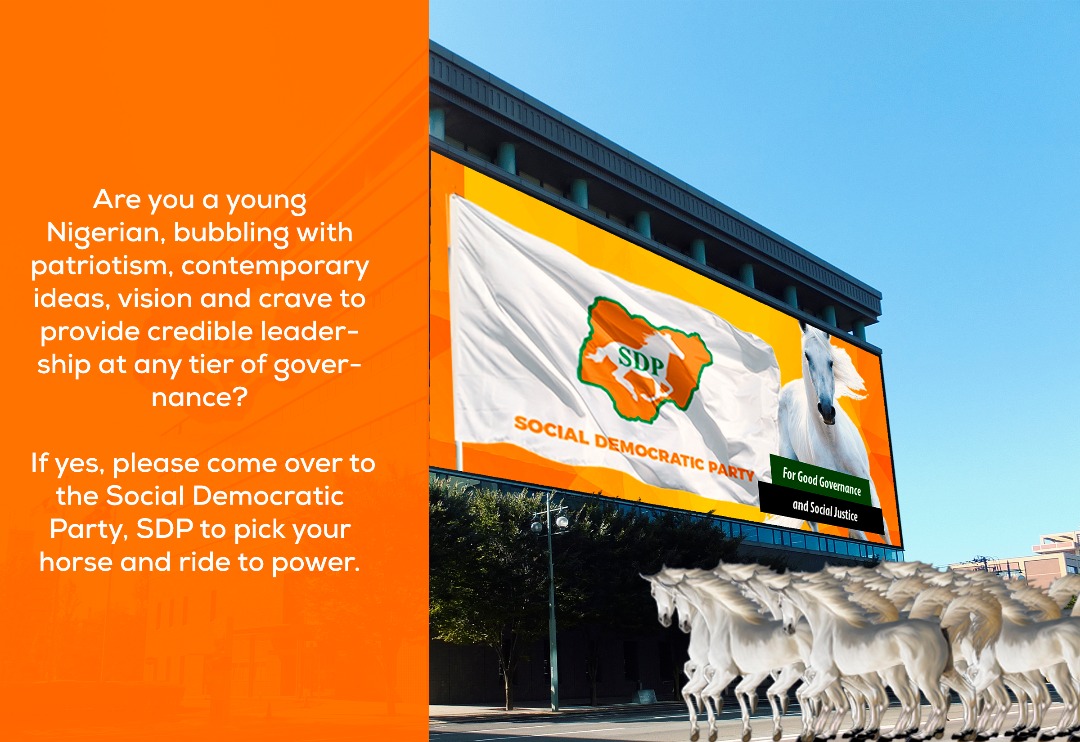 Are you a young
Nigerian, bubbling with
patriotism, contemporary
ideas, vision and crave to
provide credible leader-
ship at any tier of gover-
nance?
If yes, please come over to
the Social Democratic
Party, SDP to pick your
horse and ride to power.
SDP
SOCIAL DEMOCRATIC PARTY
For Good Governance
and Social Justice